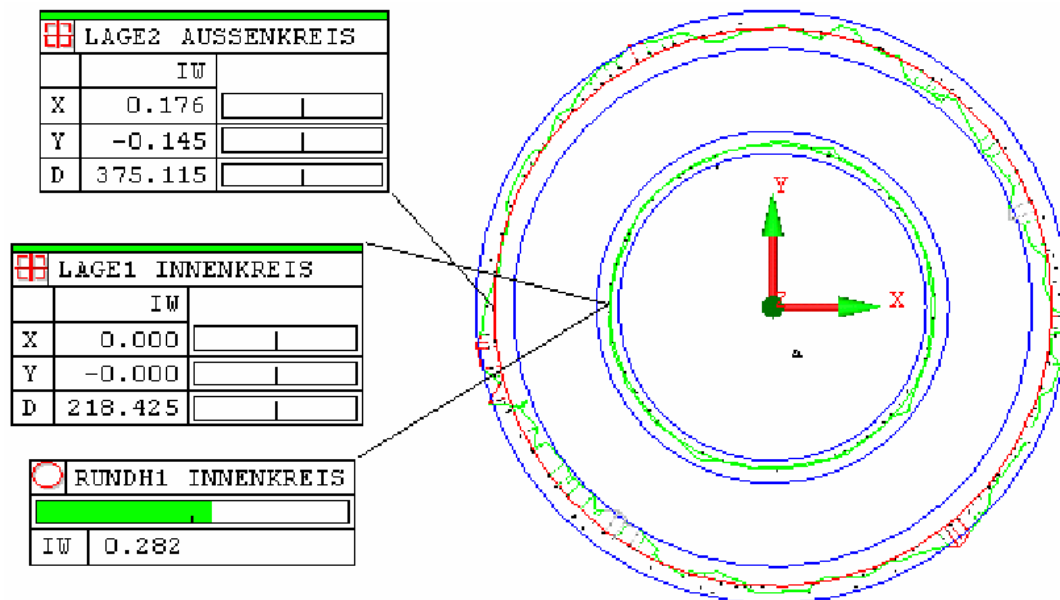 LAGE2 AUSSENKREIS
IW
X 0.176
Y -0.145
D 375.115
LAGE1 INNENKREIS
IW
X 0.000
Y -0.000
D 218.425
RUNDH1 INNENKREIS
IW 0.282
Y
Z X